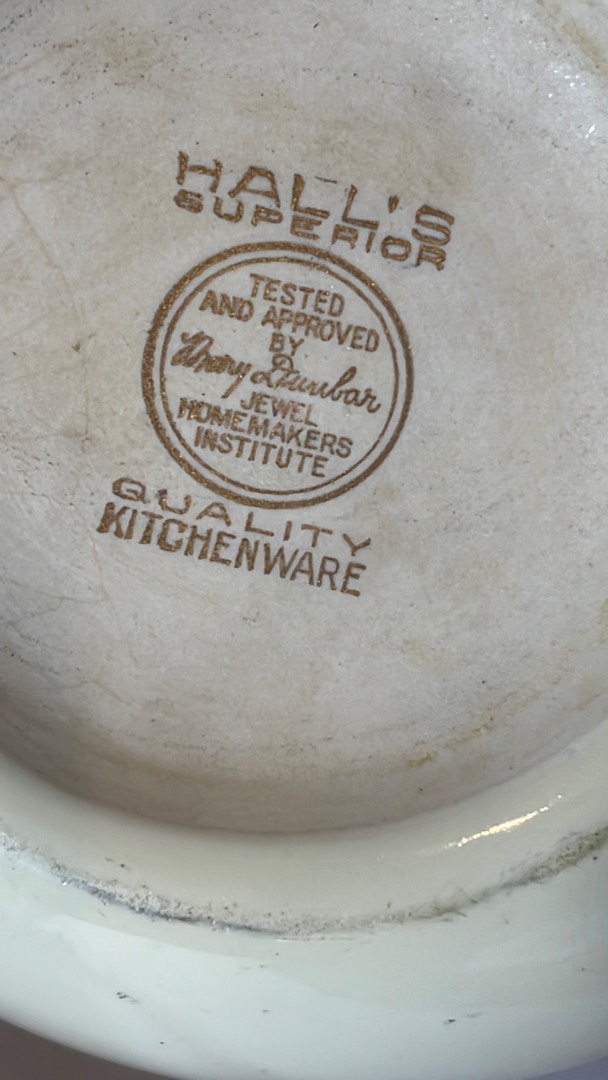 HALL'S
SUPERIOR
TESTED
AND APPROVED
BY
Mary Dunbar
JEWEL
HOMEMAKERS
INSTITUTE
QUALITY
KITCHENWARE